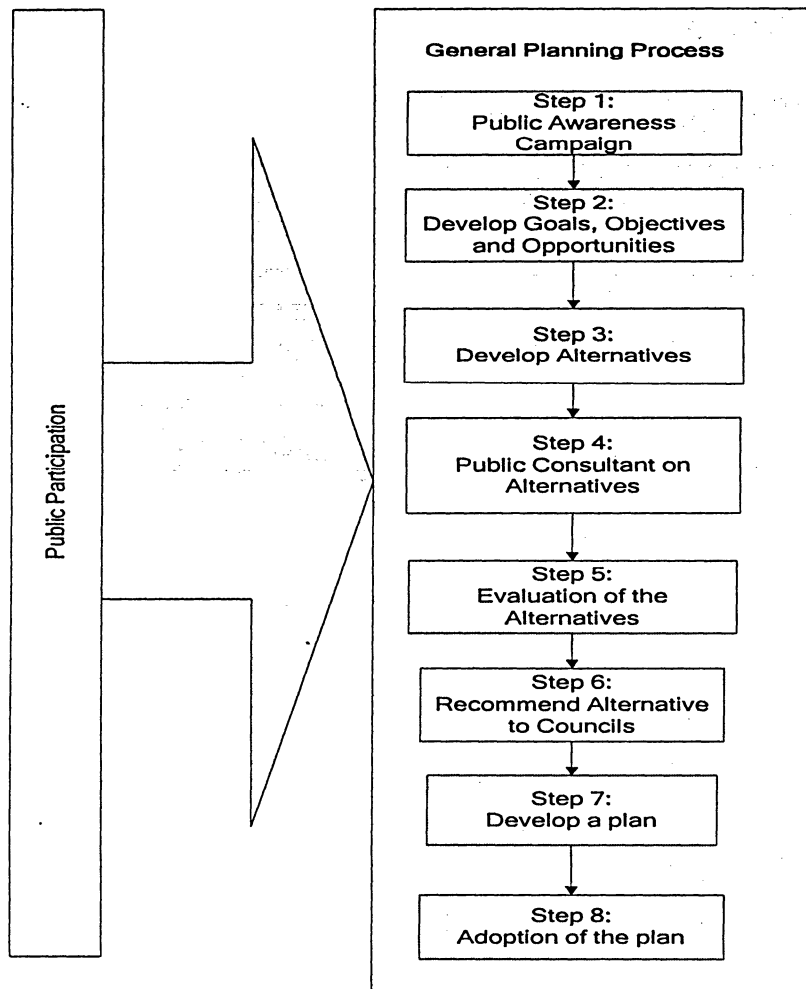 General Planning Process
Step 1:
Public Awareness
Campaign
Step 2:
Develop Goals, Objectives
and Opportunities
Step 3:
Develop Alternatives
Step 4:
Public Consultant on
Alternatives
Step 5:
Evaluation of the
Alternatives
Step 6:
Recommend Alternative
to Councils
Step 7:
Develop a plan
Step 8:
Adoption of the plan
Public Participation